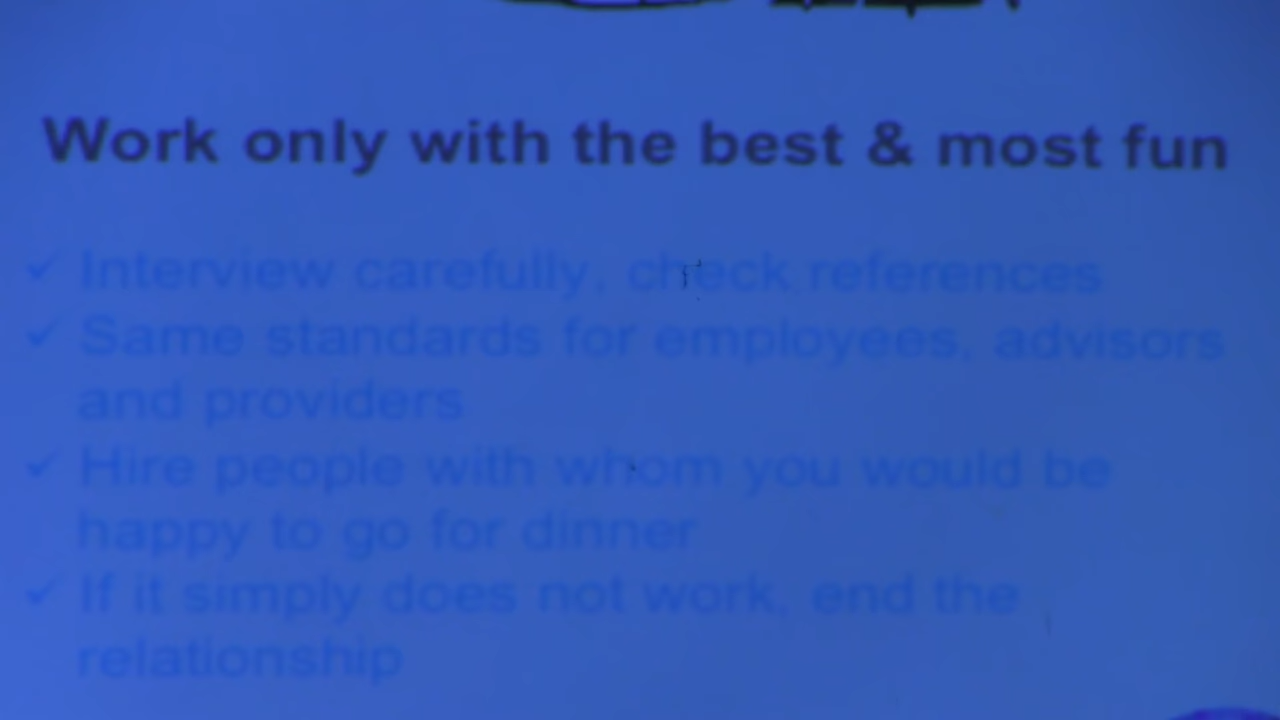 Work only with the best & most fun
✓ Interview carefully, check references
✓ Same standards for employees, advisors
and providers
✓ Hire people with whom you would be
happy to go for dinner
✓ If it simply does not work, end the
relationship